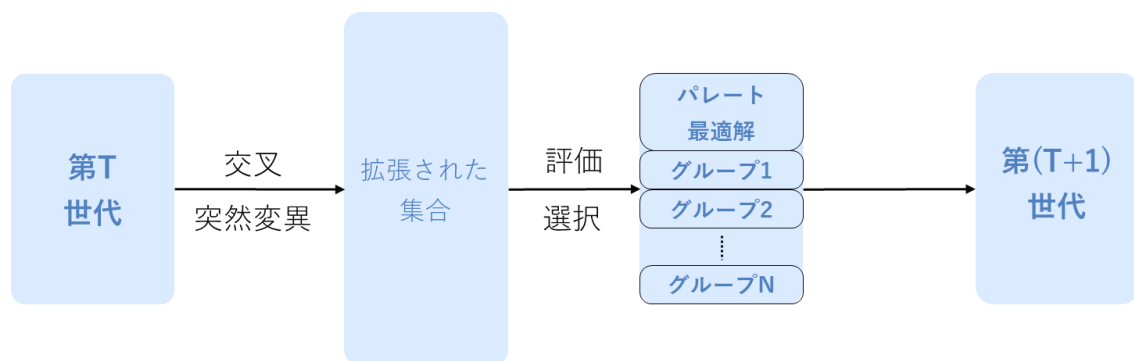 第T
世代
交叉
突然変異
拡張された
集合
評価
選択
パレート
最適解
グループ1
グループ2
グループN
第(T+1)
世代